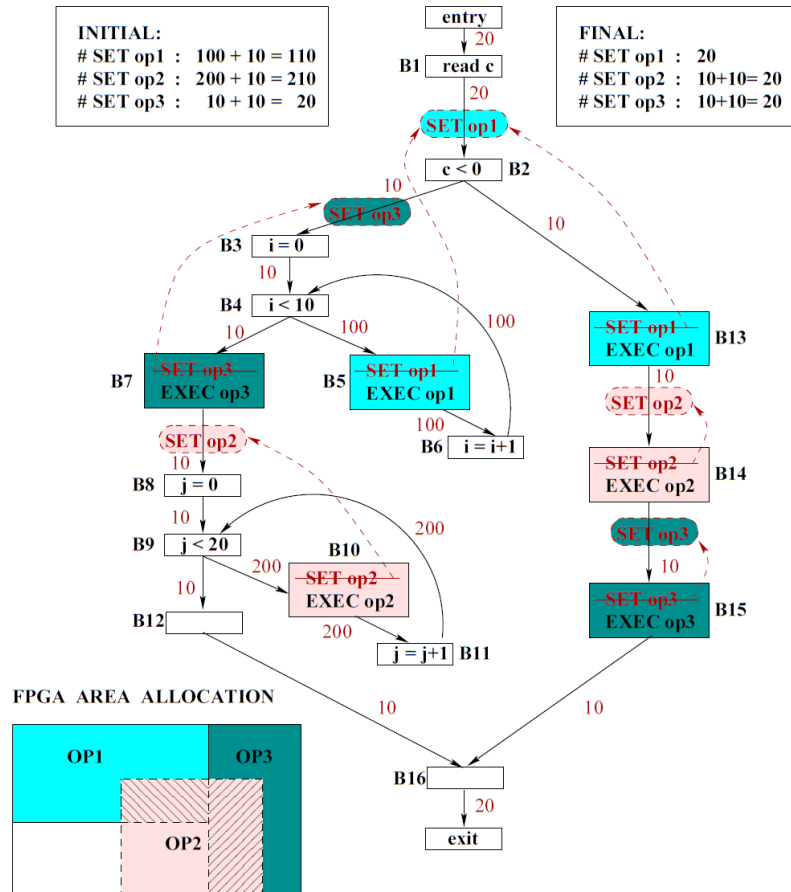 INITIAL:
# SET op1 : 100 + 10 = 110
# SET op2 : 200 + 10 = 210
# SET op3 : 10 + 10 = 20
FINAL:
# SET op1 : 20
# SET op2 : 10+10= 20
# SET op3 : 10+10= 20
entry
20
B1 read c
20
SET op1
c < 0 B2
10
SET op3
10
B3 i = 0
10
B4 i < 10
10
100
100
B7
SET op3
EXEC op3
B5
SET op1
EXEC op1
SET op1
EXEC op1
B13
10
SET op2
100
B6 i = i+1
SET op2
10
B8 j = 0
SET op2
EXEC op2
B14
10
B9 j < 20
200
SET op3
10
B10
200
10
SET op2
EXEC op2
SET op3
EXEC op3
B15
B12
200
j = j+1 B11
FPGA AREA ALLOCATION
10
10
OP1
OP3
OP2
B16
20
exit